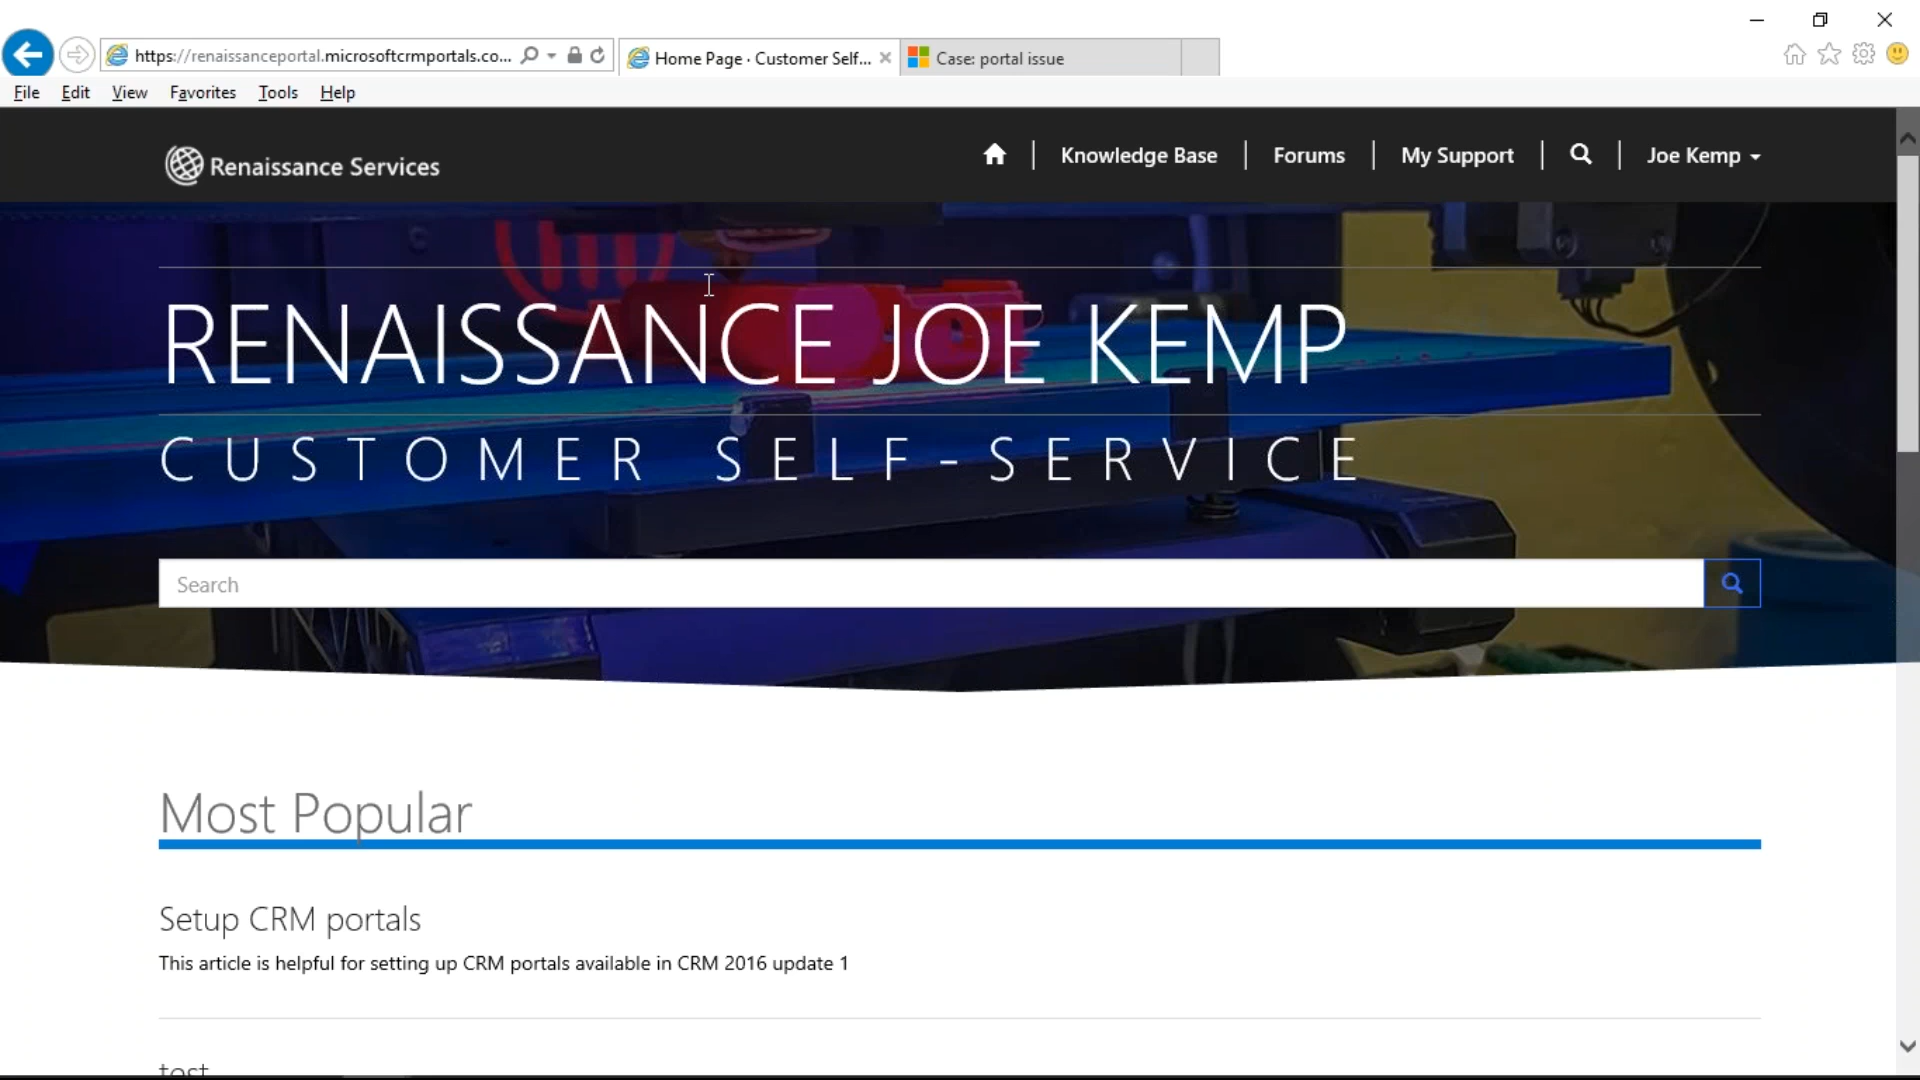 https://renaissanceportal.microsoftcrmportals.co...
Home Page · Customer Self...
Case: portal issue
File Edit View Favorites Tools Help
Renaissance Services
Knowledge Base
Forums
My Support
Joe Kemp
RENAISSANCE JOE KEMP
CUSTOMER SELF-SERVICE
Search
Most Popular
Setup CRM portals
This article is helpful for setting up CRM portals available in CRM 2016 update 1
test